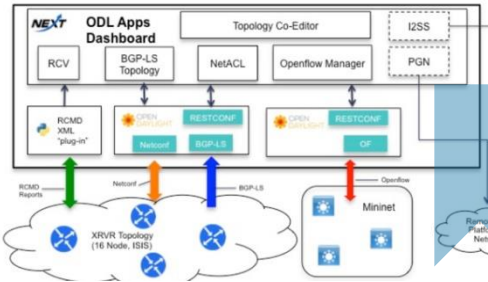 NEXT
ODL Apps
Dashboard
Topology Co-Editor
I2SS
RCV
BGP-LS
Topology
NetACL
Openflow Manager
PGN
RCMD
XML
"plug-in"
OPEN
DAYLIGHT
RESTCONF
Netconf
BGP-LS
OPEN
DAYLIGHT
RESTCONF
OF
RCMD
Reports
Netconf
BGP-LS
Openflow
XRVR Topology
(16 Node, ISIS)
Mininet